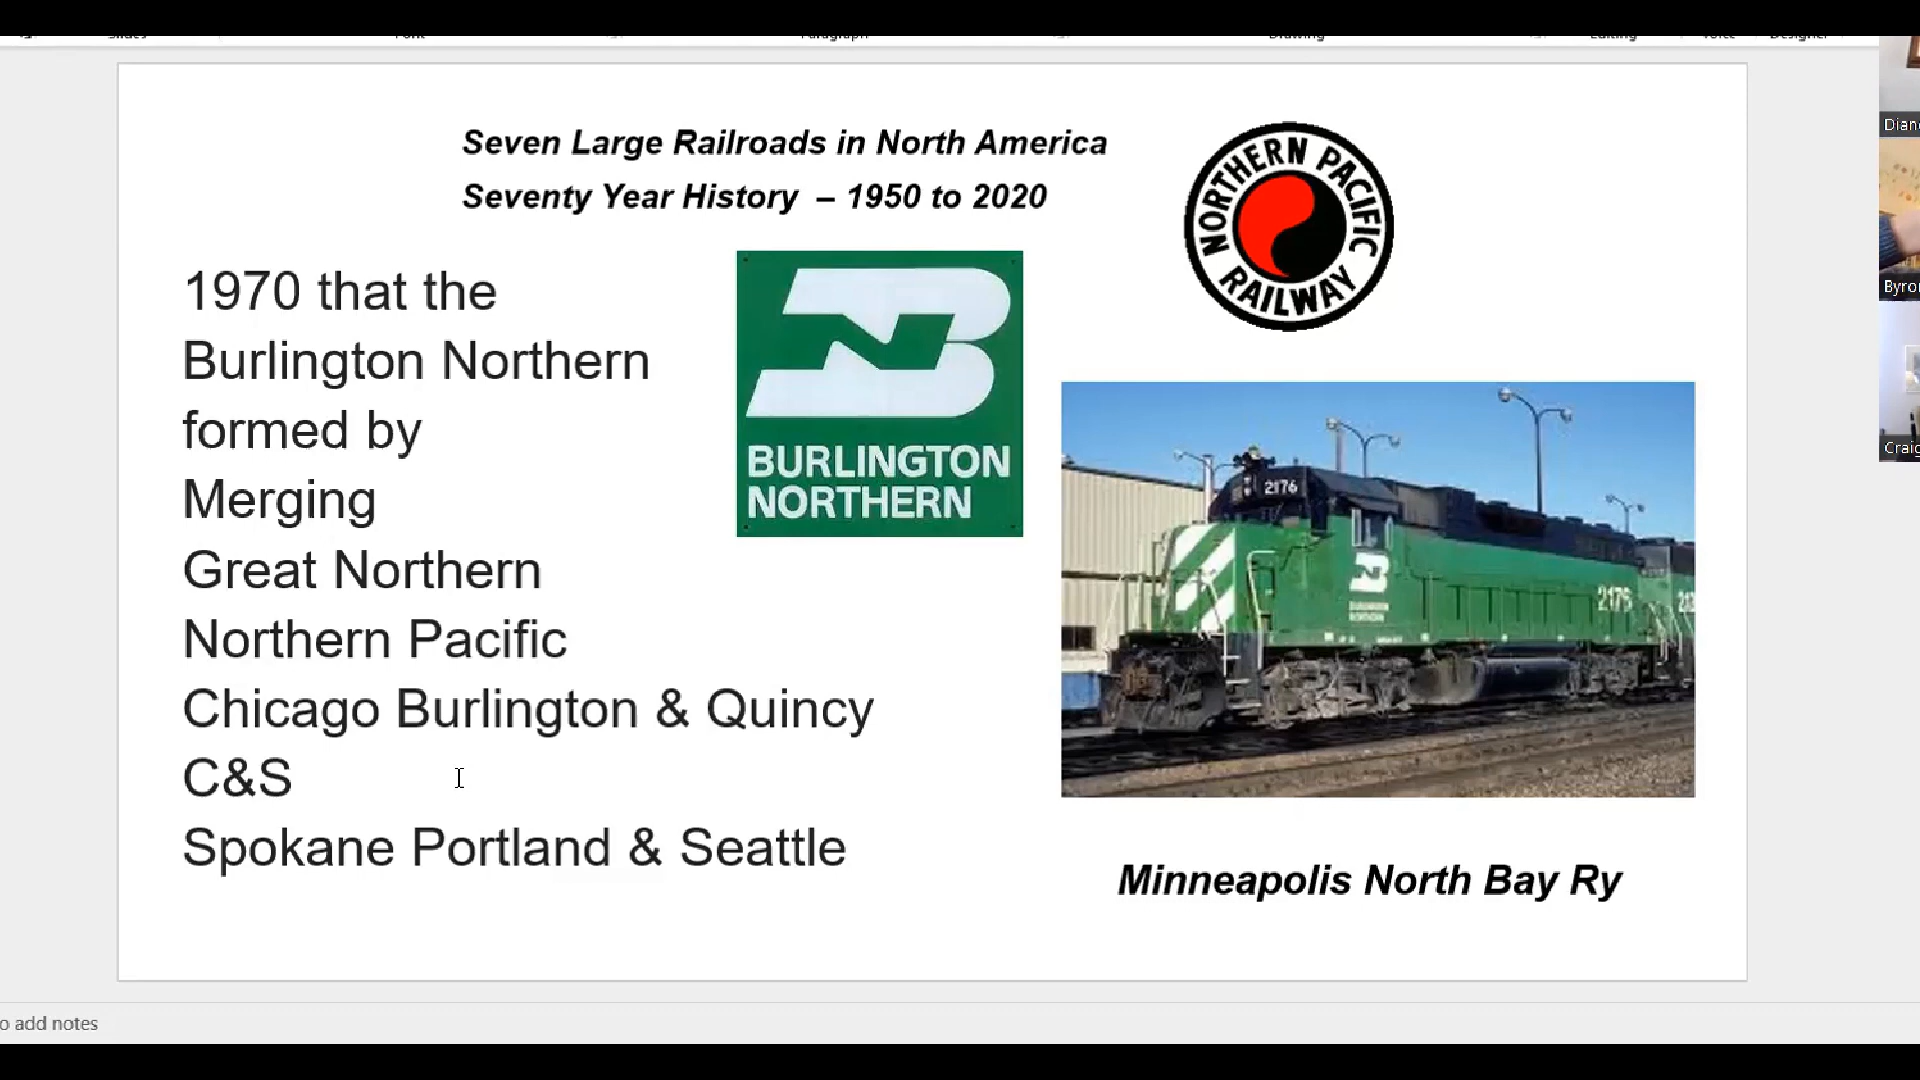 Seven Large Railroads in North America
Seventy Year History – 1950 to 2020
NORTHERN PACIFIC
RAILWAY
1970 that the
Burlington Northern
formed by
Merging
Great Northern
Northern Pacific
Chicago Burlington & Quincy
C&S
Spokane Portland & Seattle
BURLINGTON
NORTHERN
2176
2176
Minneapolis North Bay Ry
o add notes